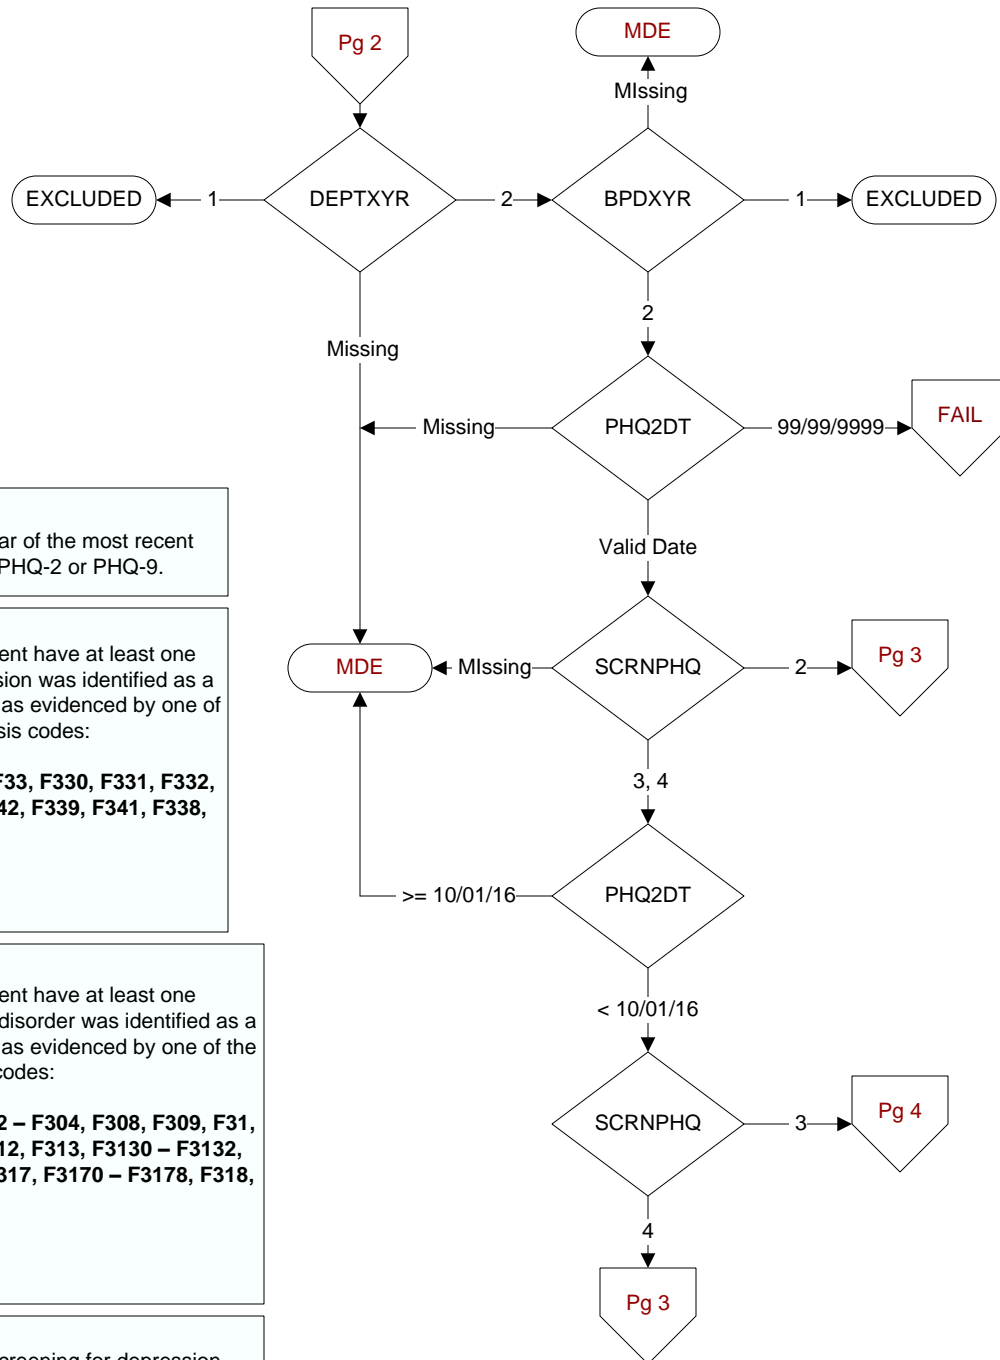 Pg 2
MDE
MIssing
EXCLUDED
1
DEPTXYR
2
BPDXYR
1
EXCLUDED
2
Missing
Missing
PHQ2DT
99/99/9999
FAIL
Valid Date
ar of the most recent
PHQ-2 or PHQ-9.
MDE
MIssing
SCRNPHQ
2
Pg 3
ent have at least one
sion was identified as a
as evidenced by one of
sis codes:
F33, F330, F331, F332,
42, F339, F341, F338,
3, 4
>= 10/01/16
PHQ2DT
< 10/01/16
ent have at least one
disorder was identified as a
as evidenced by one of the
codes:
2 – F304, F308, F309, F31,
12, F313, F3130 – F3132,
317, F3170 – F3178, F318,
SCRNPHQ
3
Pg 4
4
Pg 3
creening for depression